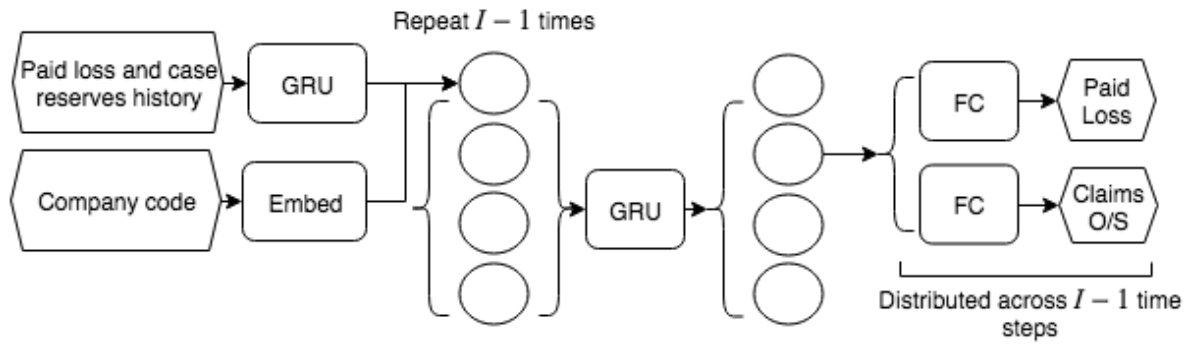 Repeat I − 1 times
Paid loss and case
reserves history
GRU
Company code
Embed
GRU
FC
Paid
Loss
FC
Claims
O/S
Distributed across I − 1 time
steps